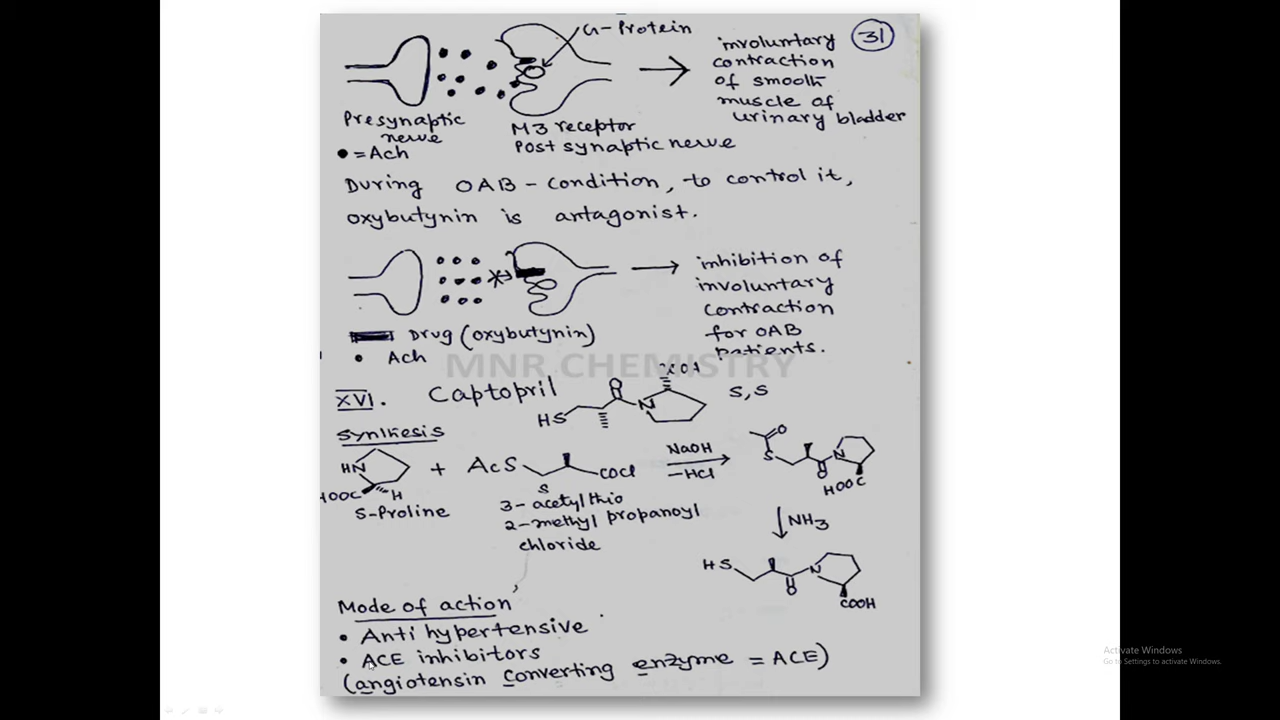 G-Protein
involuntary
contraction
of smooth
muscle of
urinary bladder
31
Presynaptic
nerve
● = Ach
M3 receptor
Post synaptic nerve
During OAB - condition, to control it,
oxybutynin is antagonist.
inhibition of
involuntary
contraction
for OAB
patients.
Drug (oxybutynin)
• Ach
MNR CHEMISTRY
XVI. Captopril
HS
O
N
S,S
Synthesis
HN
HOOC
H
S-Proline
+
AcS
S
COCl
3- acetylthio
2-methyl propanoyl
chloride
NaOH
-HCl
O
S
O
N
HOOC
NH3
HS
O
N
COOH
Mode of action
• Anti hypertensive
• ACE inhibitors
(angiotensin converting enzyme = ACE)
Activate Windows
Go to Settings to activate Windows.